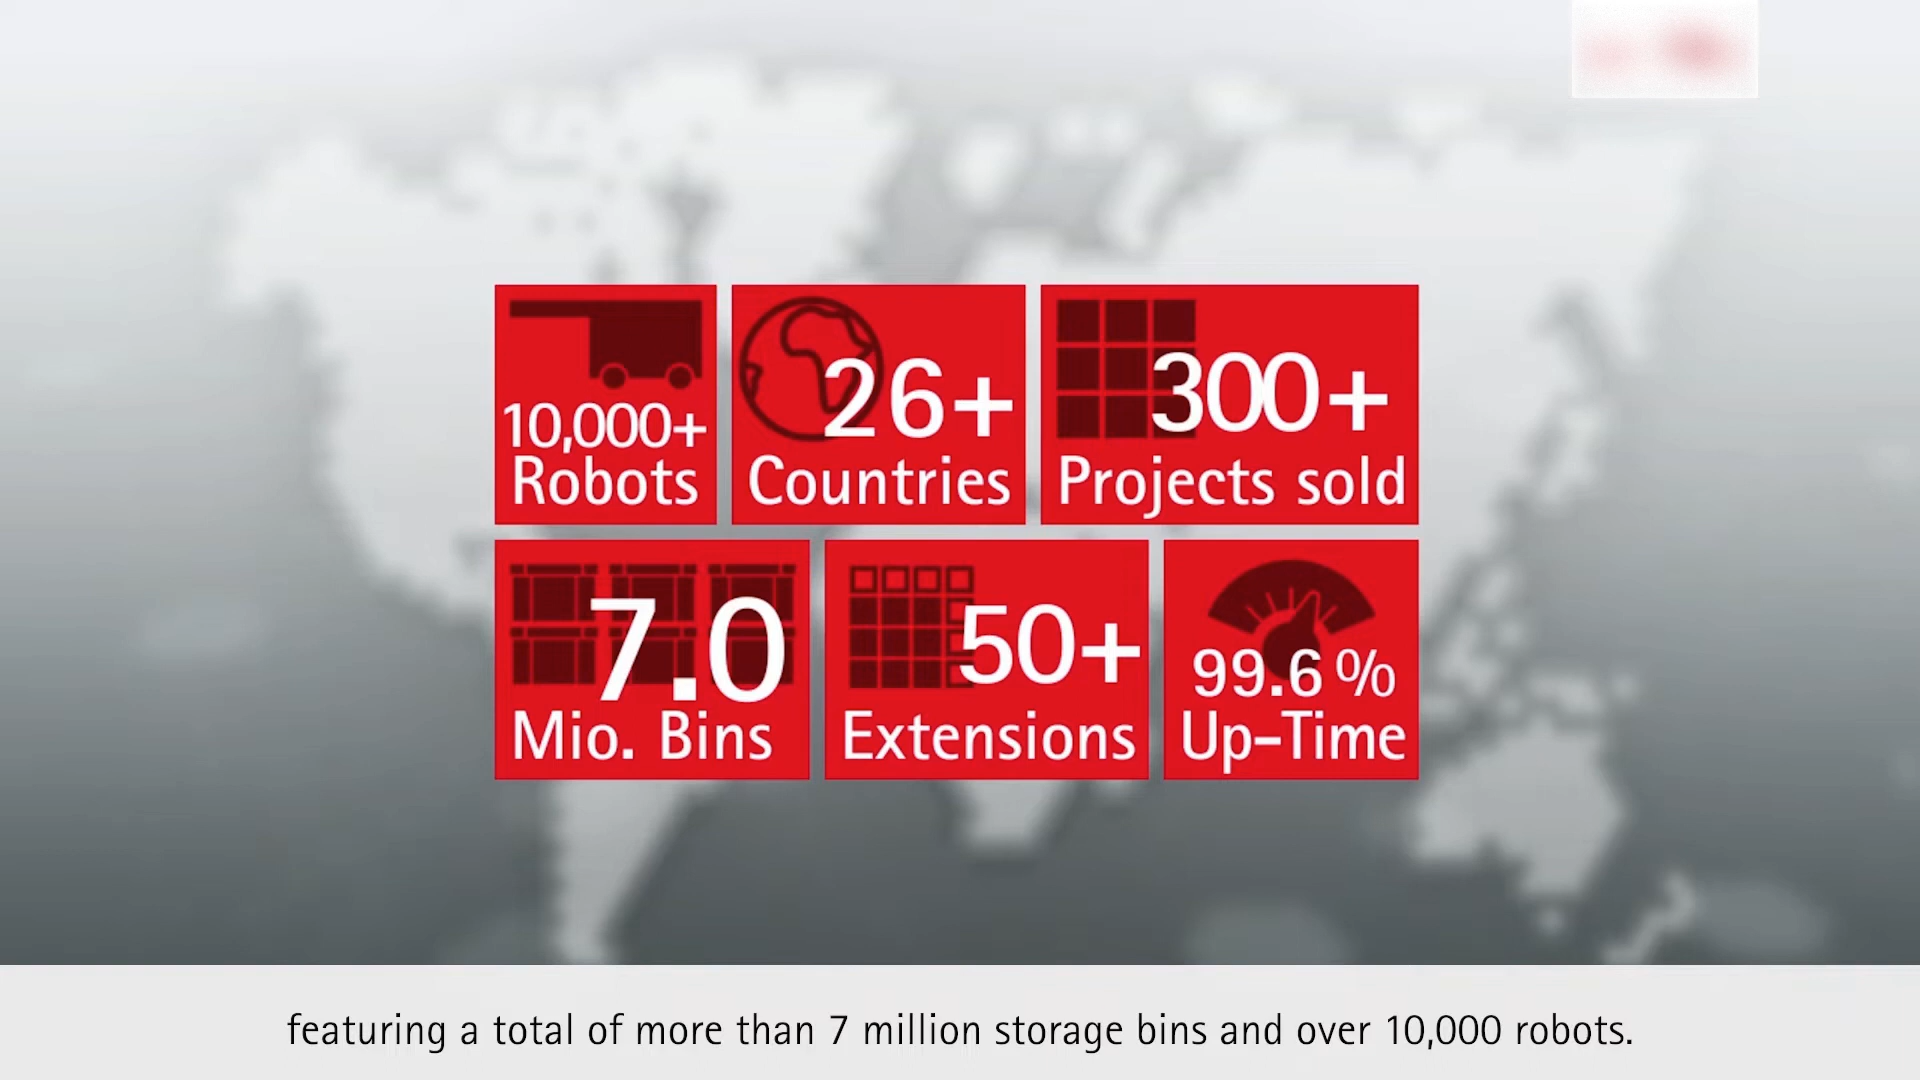 10,000+
Robots
26+
Countries
300+
Projects sold
7.0
Mio. Bins
50+
Extensions
99.6 %
Up-Time
featuring a total of more than 7 million storage bins and over 10,000 robots.